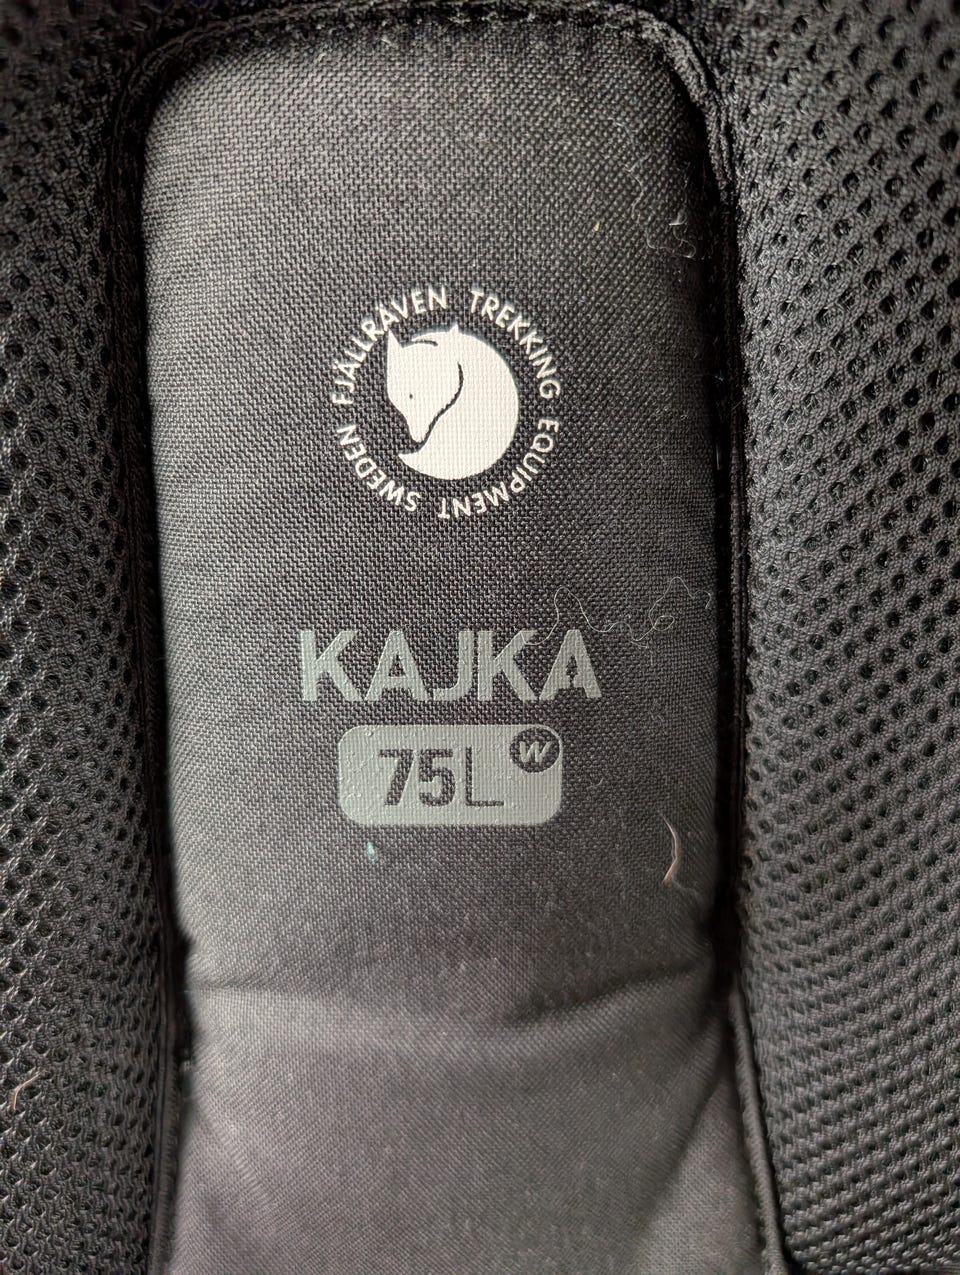 FJÄLLRÄVEN TREKKING EQUIPMENT SWEDEN
KAJKA
75L W